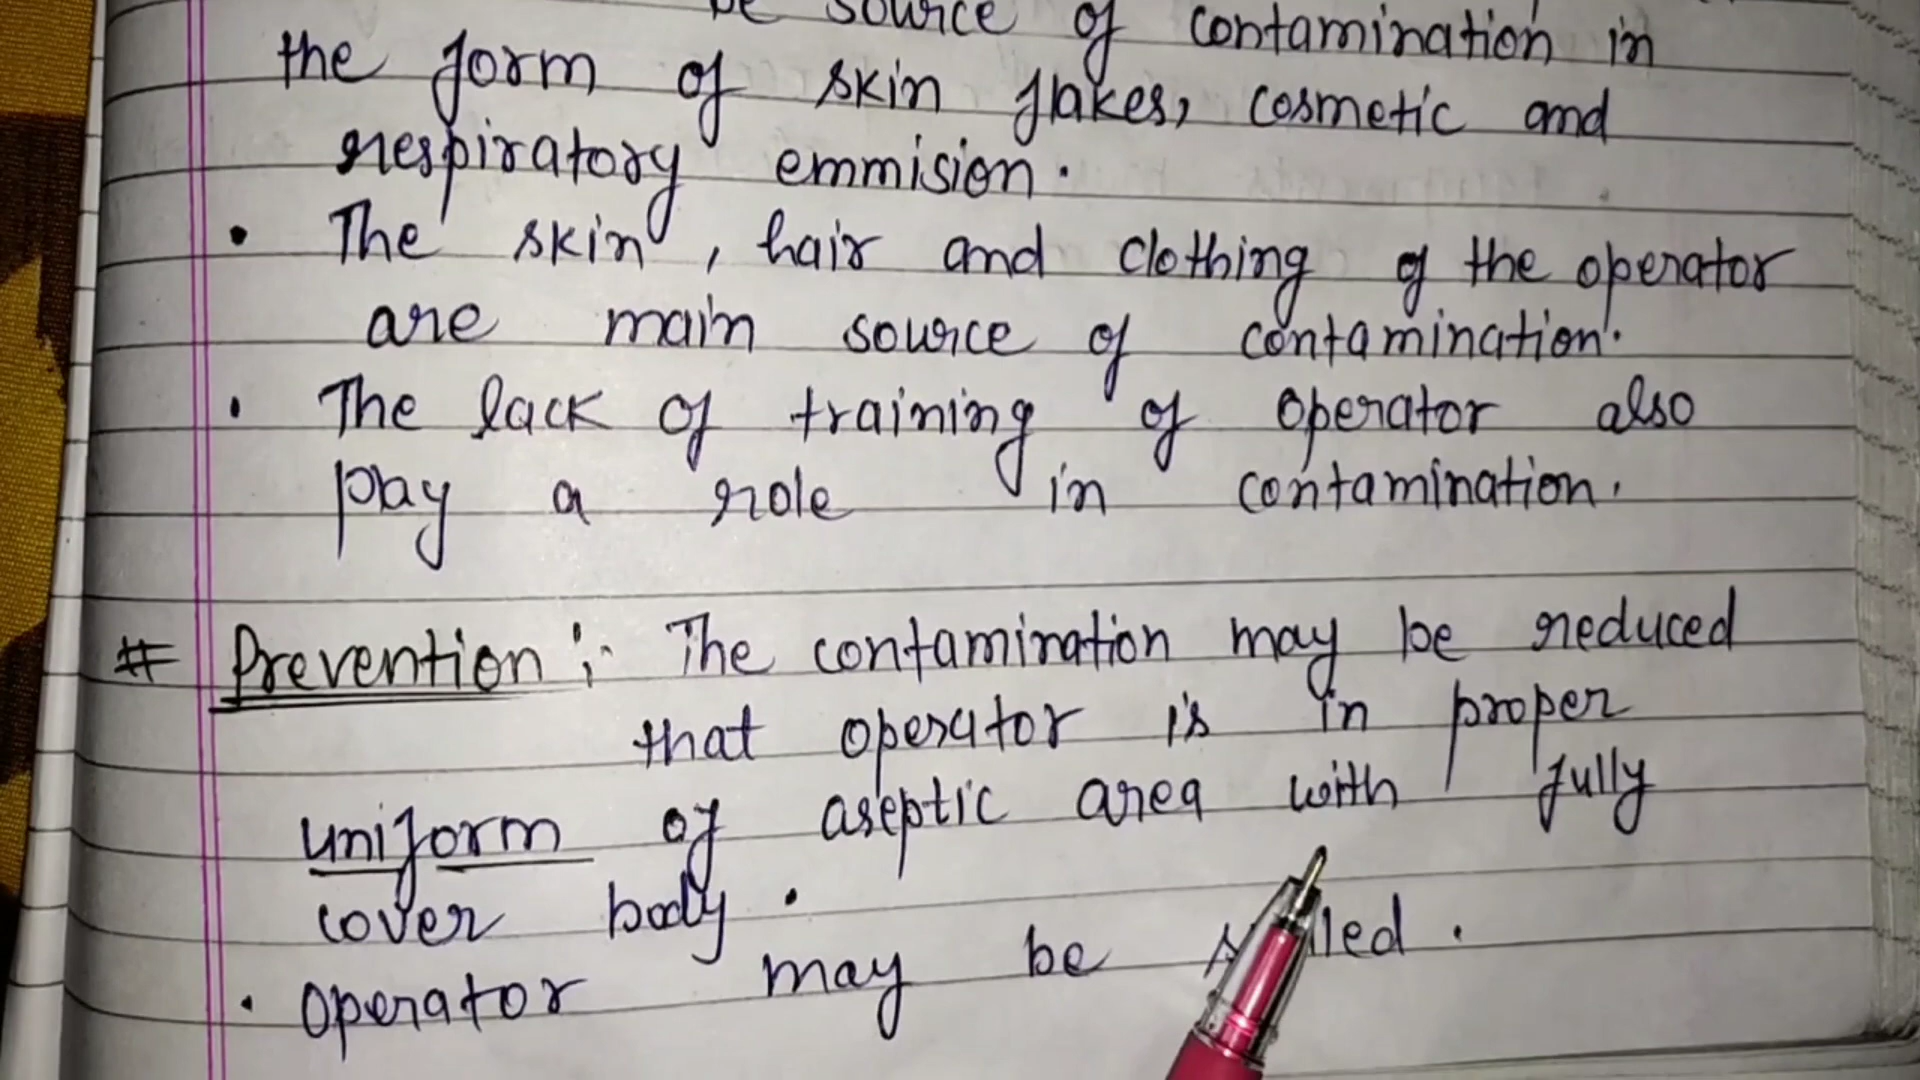 be source of contamination in
the form of skin flakes, cosmetic and
respiratory emmision.
• The skin, hair and clothing of the operator
are main source of contamination.
• The lack of training of operator also
play a role in contamination.
# Prevention :- The contamination may be reduced
that operator is in proper
uniform of aseptic area with fully
cover body.
• operator may be